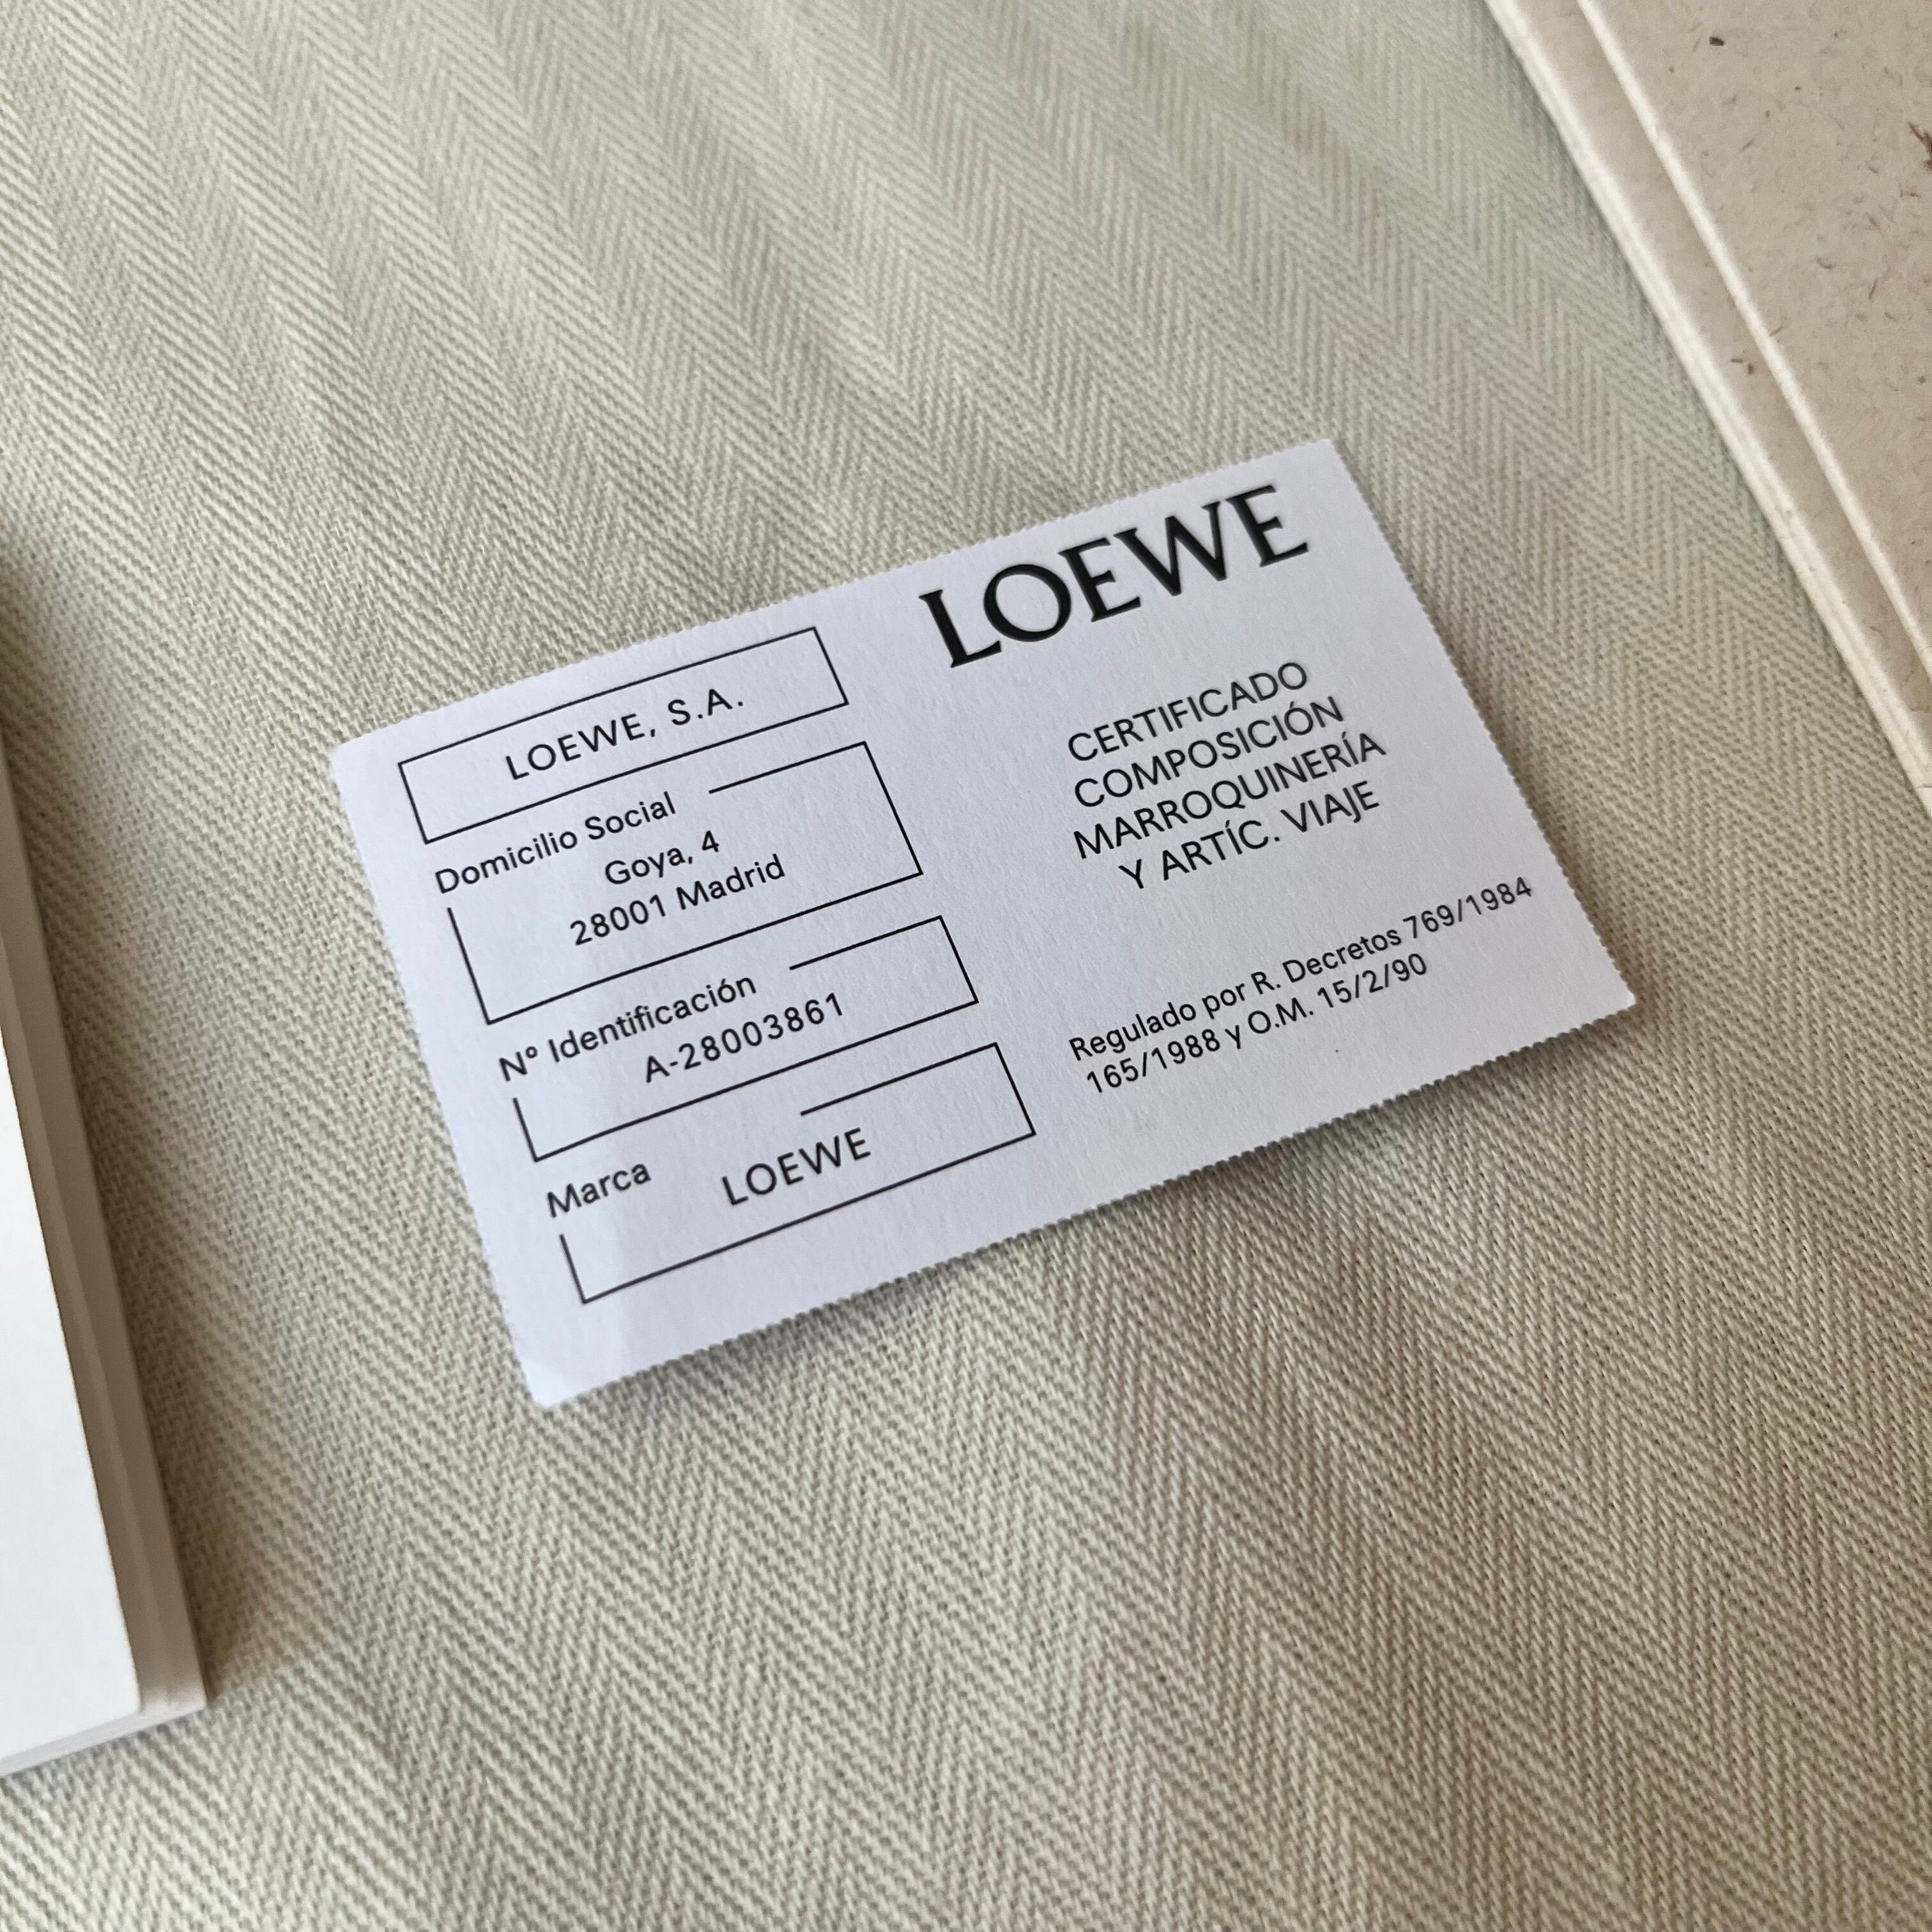 LOEWE, S.A.
Domicilio Social
Goya, 4
28001 Madrid
Nº Identificación
A-28003861
Marca
LOEWE
LOEWE
CERTIFICADO
COMPOSICIÓN
MARROQUINERÍA
Y ARTÍC. VIAJE
Regulado por R. Decretos 769/1984
165/1988 y O.M. 15/2/90